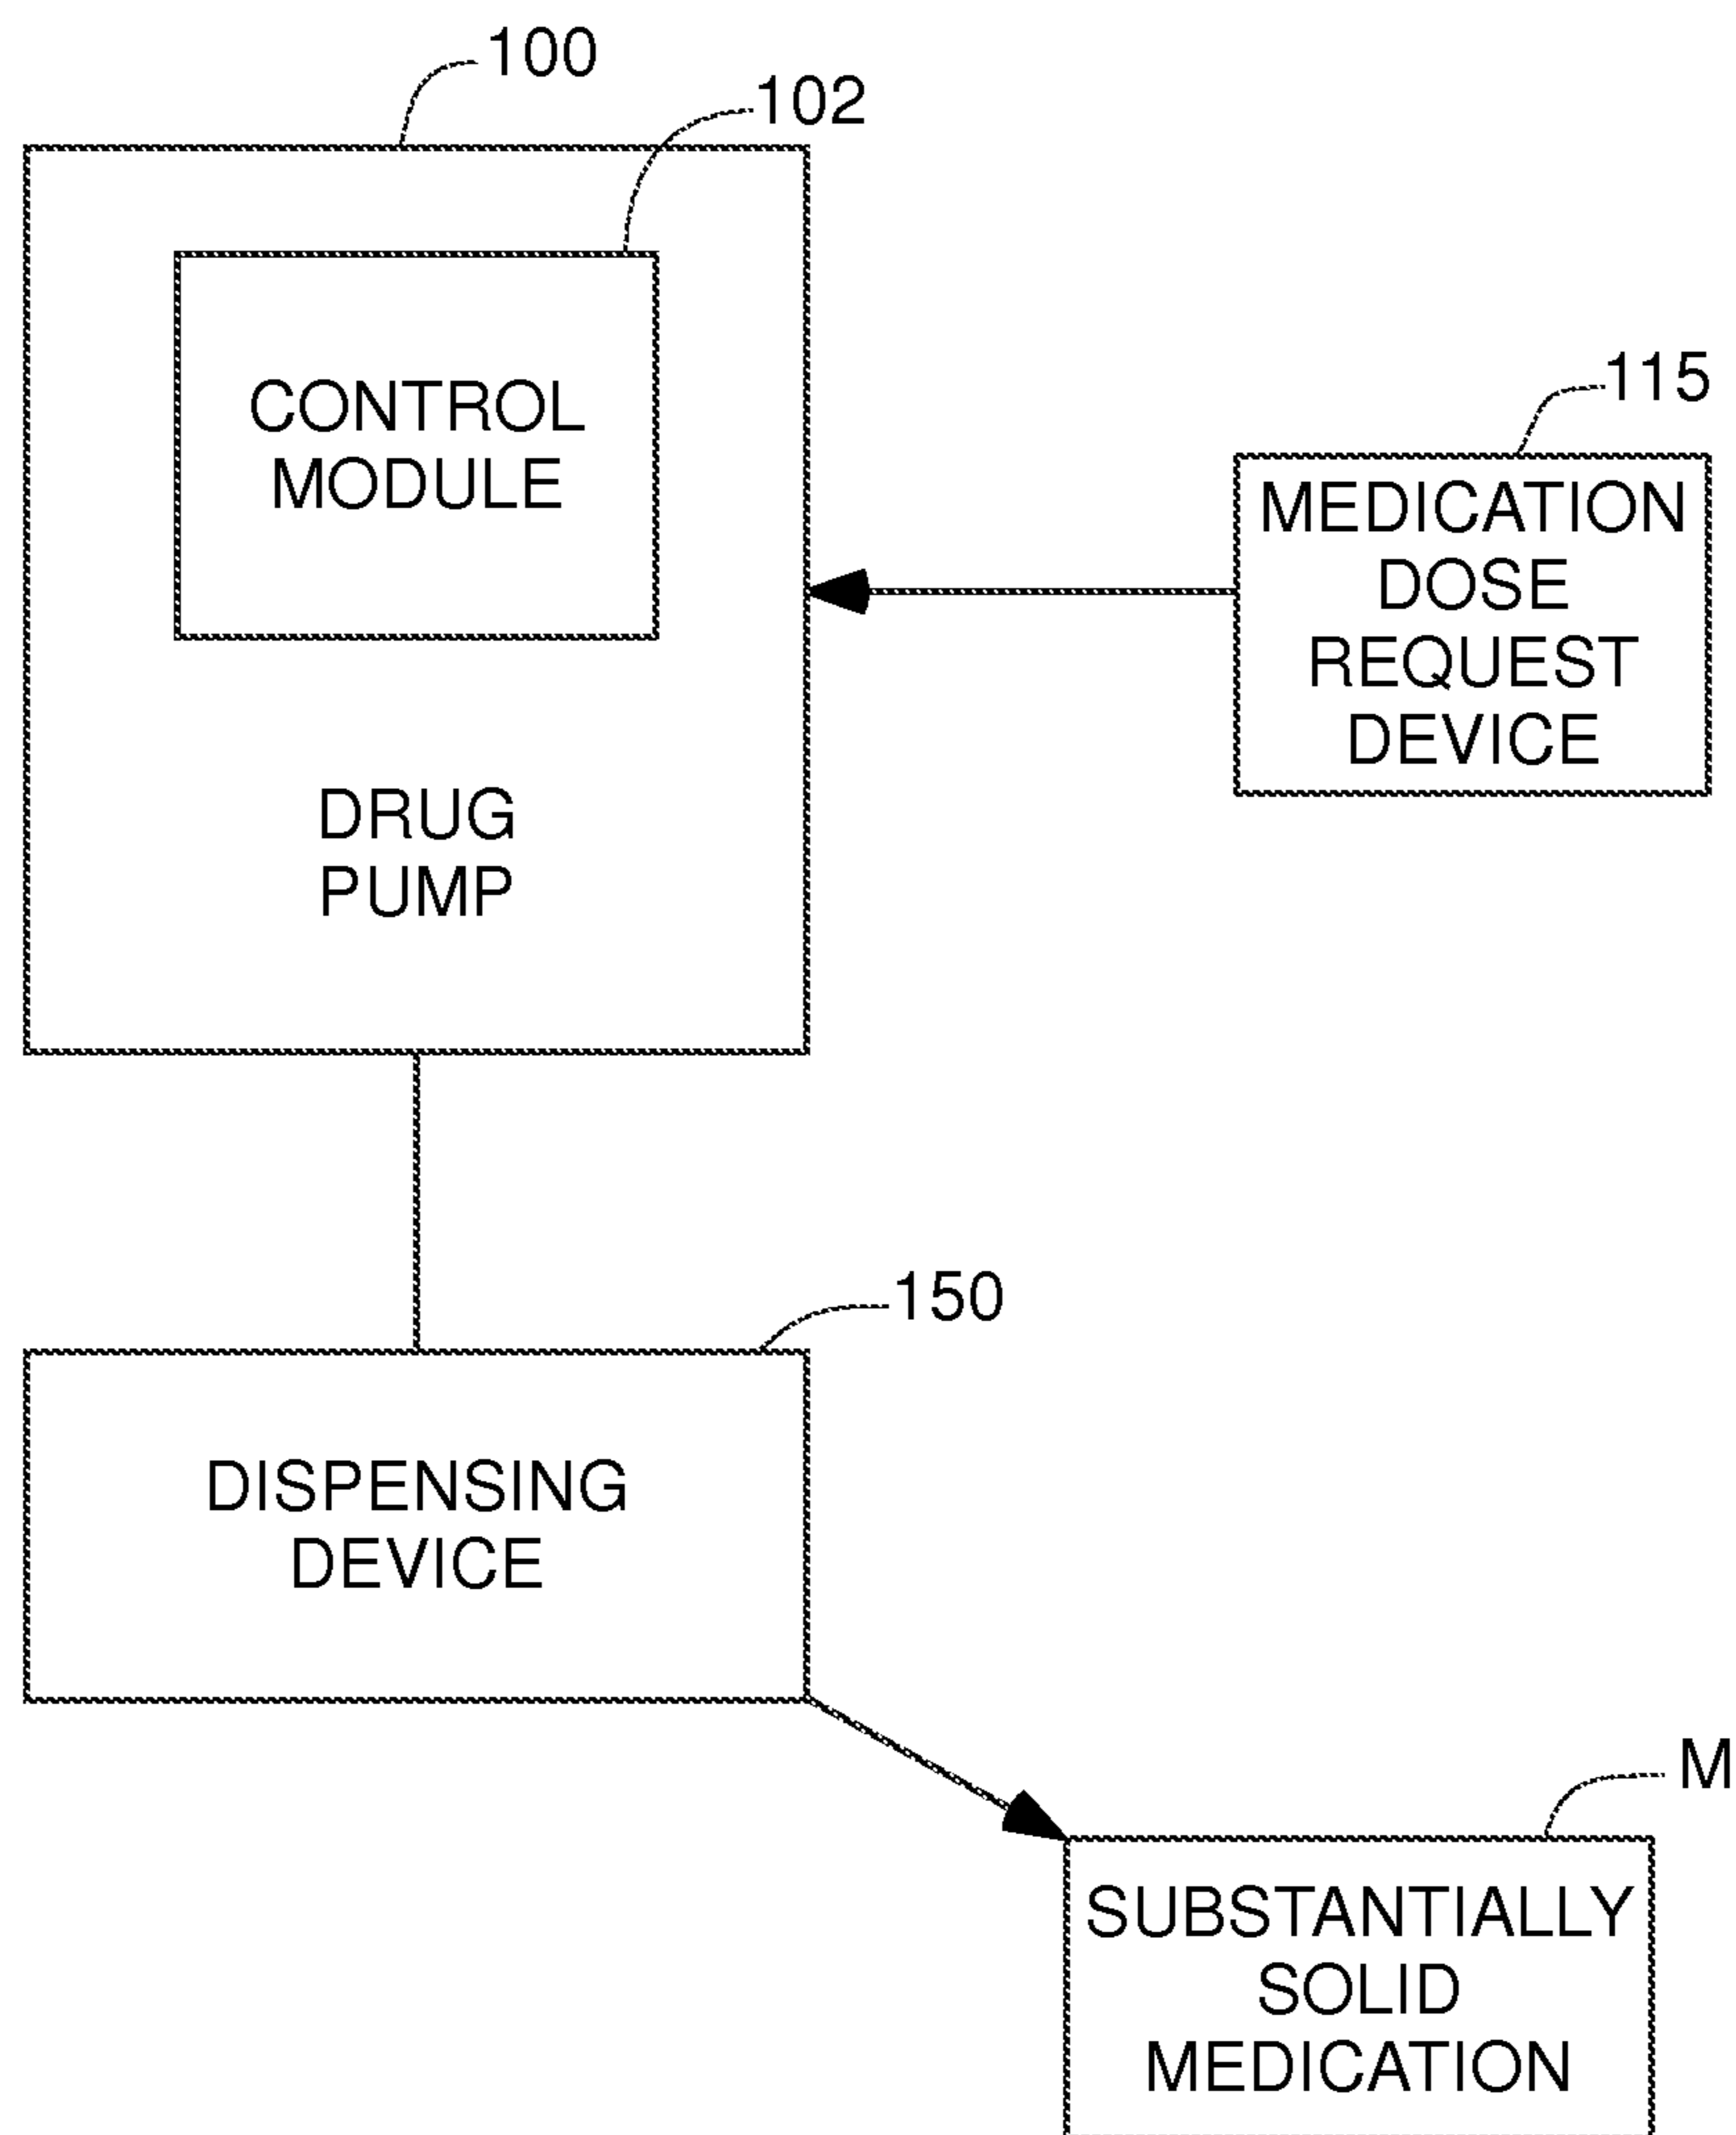 100
102
CONTROL
MODULE
115
MEDICATION
DOSE
REQUEST
DEVICE
DRUG
PUMP
150
DISPENSING
DEVICE
M
SUBSTANTIALLY
SOLID
MEDICATION